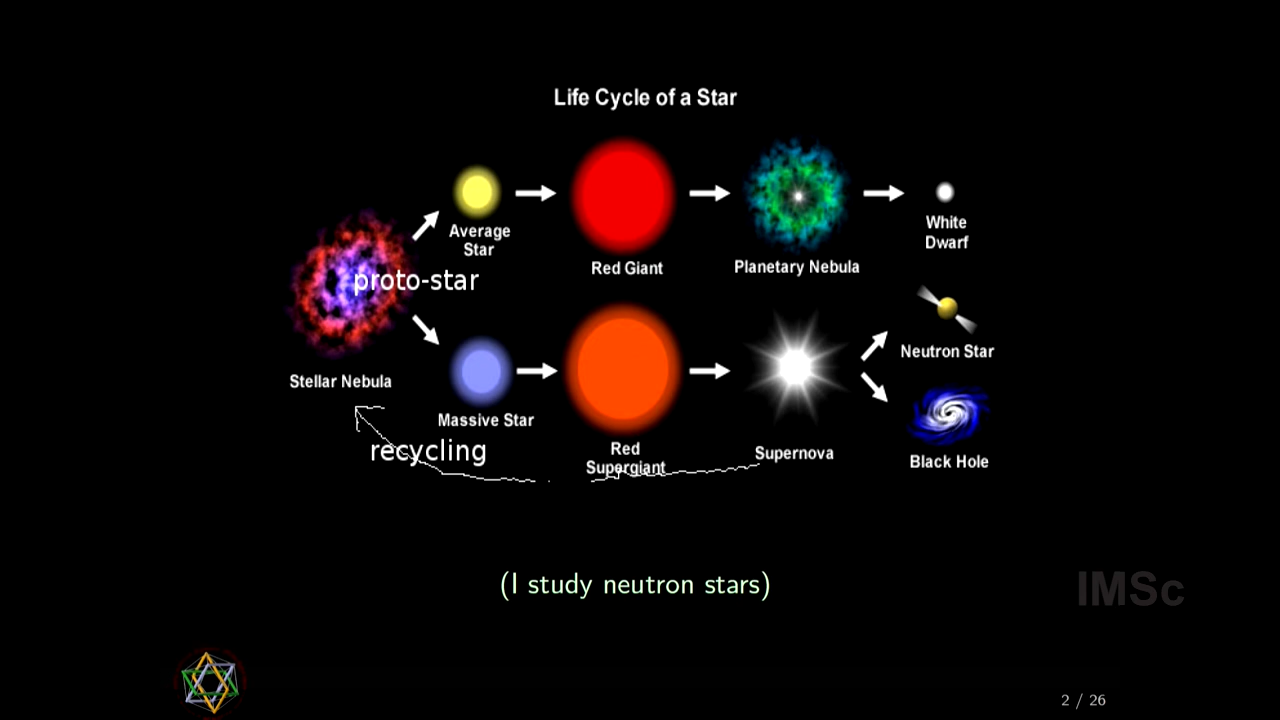 Life Cycle of a Star
Average
Star
Red Giant
Planetary Nebula
White
Dwarf
proto-star
Stellar Nebula
Massive Star
Red
Supergiant
Supernova
Neutron Star
Black Hole
recycling
(I study neutron stars)
IMSc
2 / 26